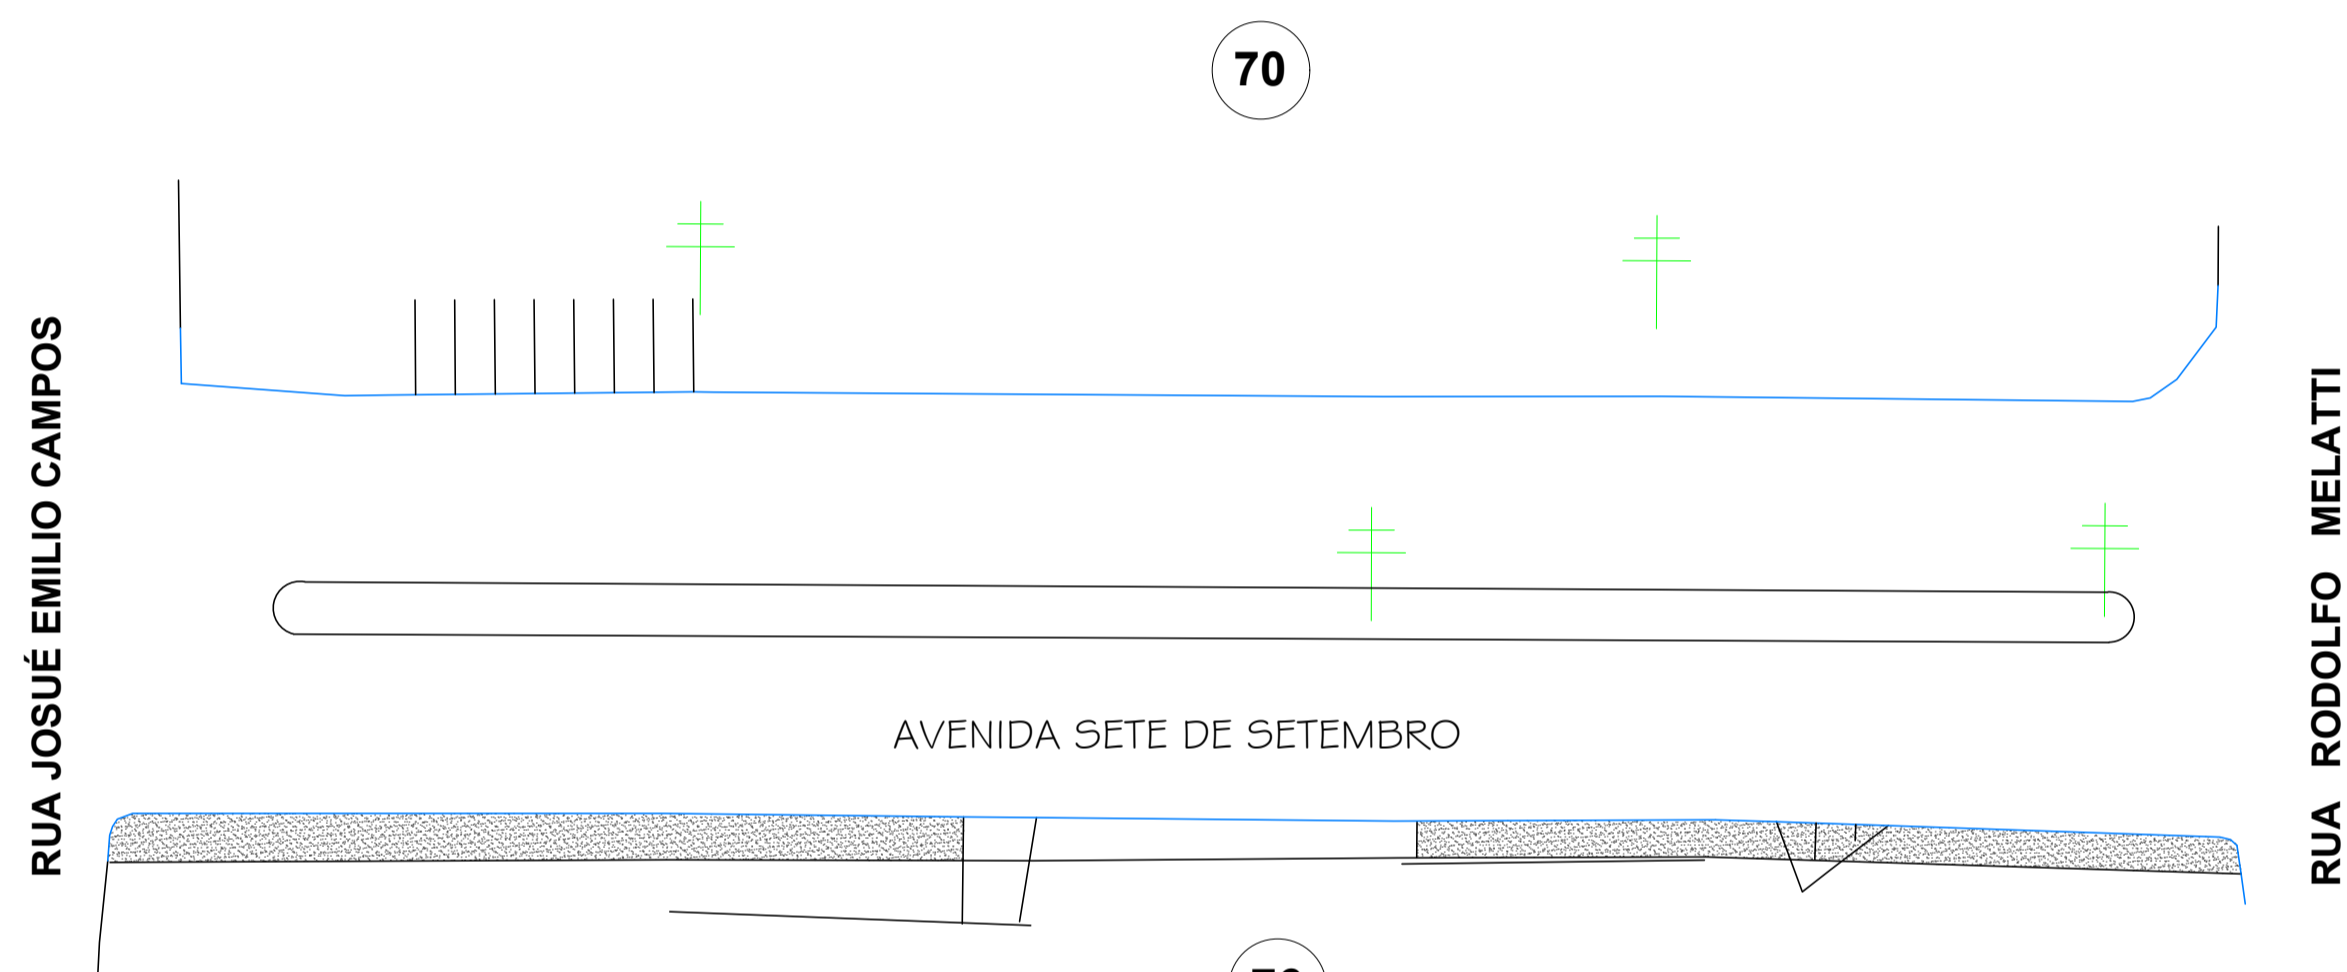 70
RUA JOSUÉ EMILIO CAMPOS
RUA RODOLFO MELATTI
AVENIDA SETE DE SETEMBRO